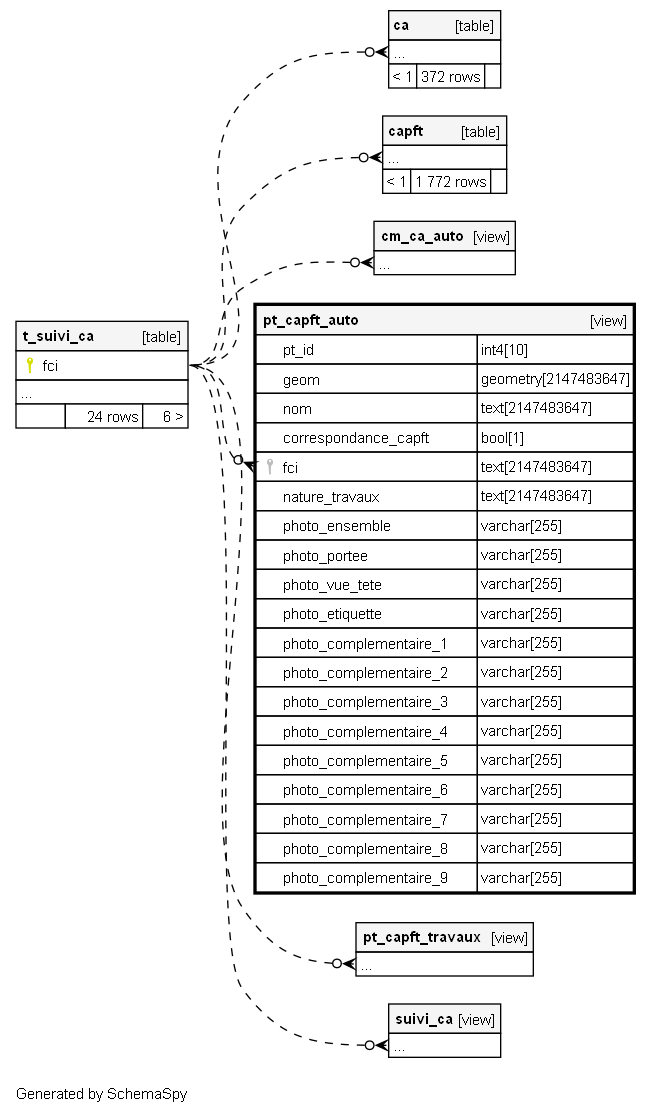 ca [table]
...
< 1 372 rows
capft [table]
...
< 1 1 772 rows
cm_ca_auto [view]
...
t_suivi_ca [table]
fci
...
24 rows 6 >
pt_capft_auto [view]
pt_id int4[10]
geom geometry[2147483647]
nom text[2147483647]
correspondance_capft bool[1]
fci text[2147483647]
nature_travaux text[2147483647]
photo_ensemble varchar[255]
photo_portee varchar[255]
photo_vue_tete varchar[255]
photo_etiquette varchar[255]
photo_complementaire_1 varchar[255]
photo_complementaire_2 varchar[255]
photo_complementaire_3 varchar[255]
photo_complementaire_4 varchar[255]
photo_complementaire_5 varchar[255]
photo_complementaire_6 varchar[255]
photo_complementaire_7 varchar[255]
photo_complementaire_8 varchar[255]
photo_complementaire_9 varchar[255]
pt_capft_travaux [view]
...
suivi_ca [view]
...
Generated by SchemaSpy